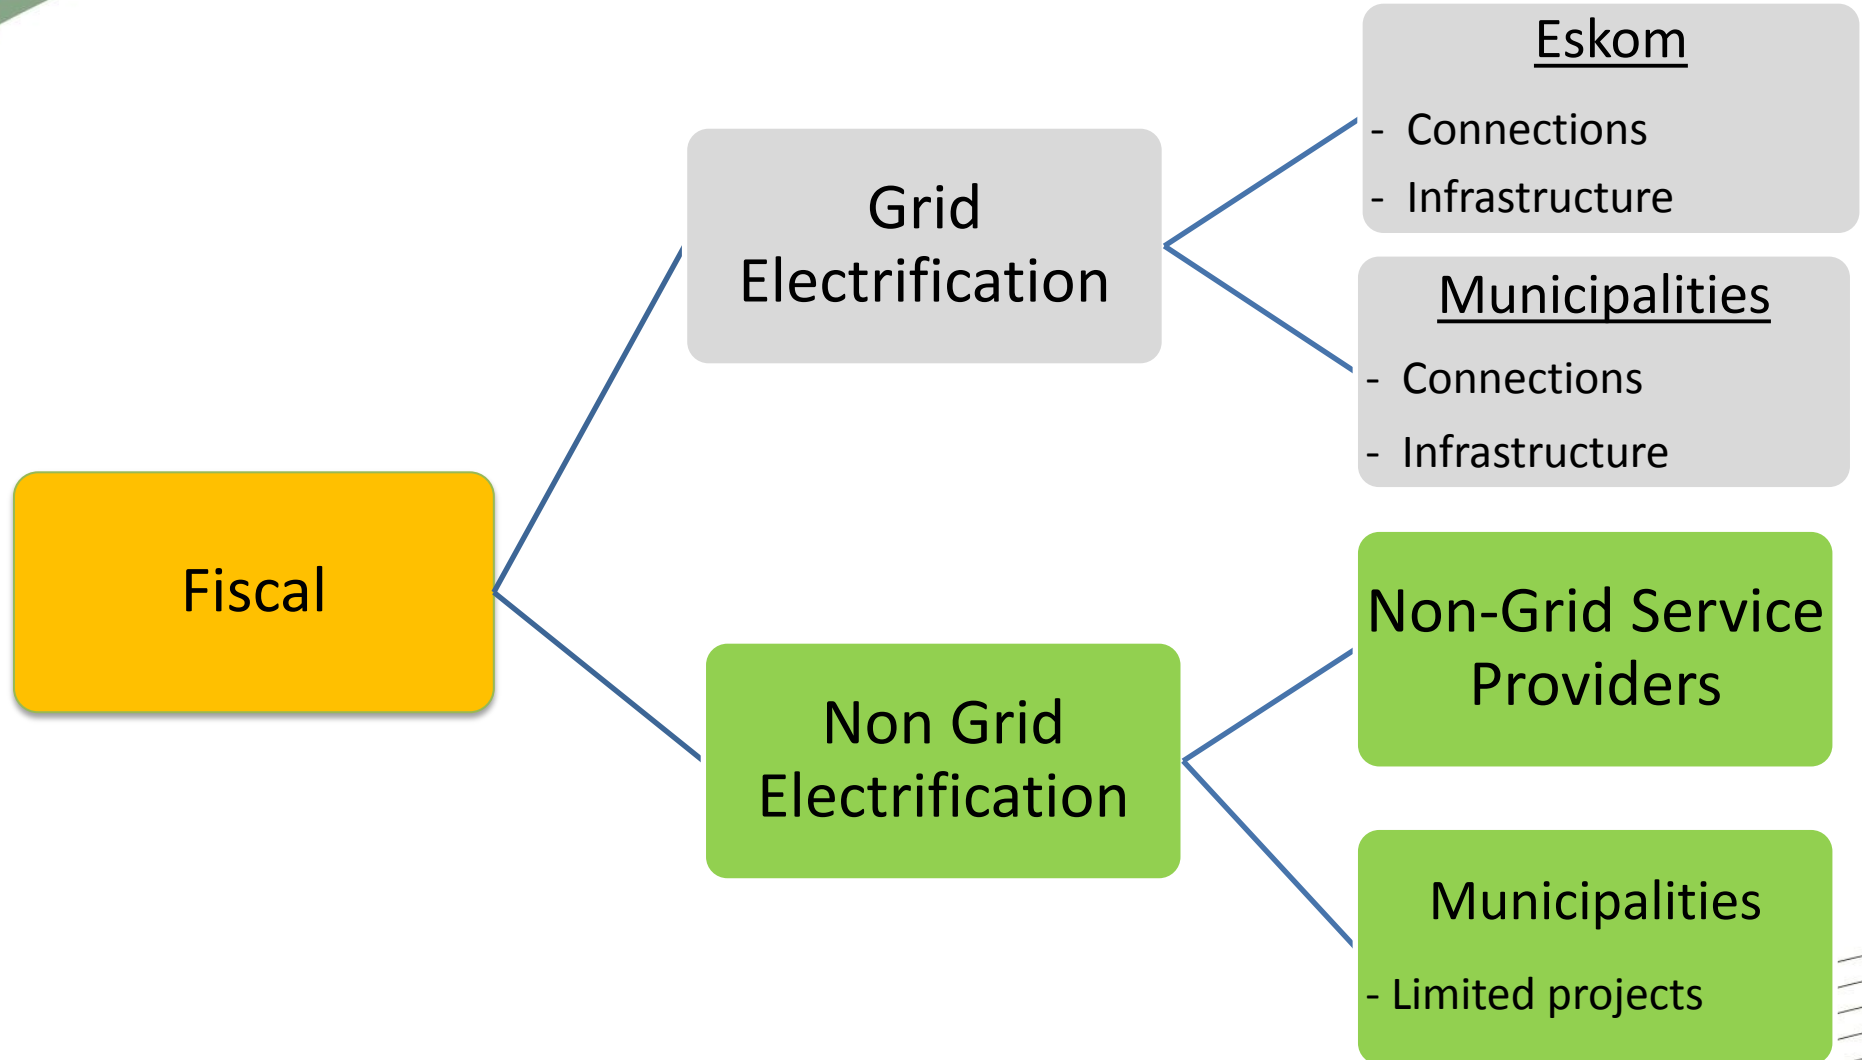 Eskom
- Connections
- Infrastructure
Grid
Electrification
Municipalities
- Connections
- Infrastructure
Fiscal
Non-Grid Service
Providers
Non Grid
Electrification
Municipalities
- Limited projects